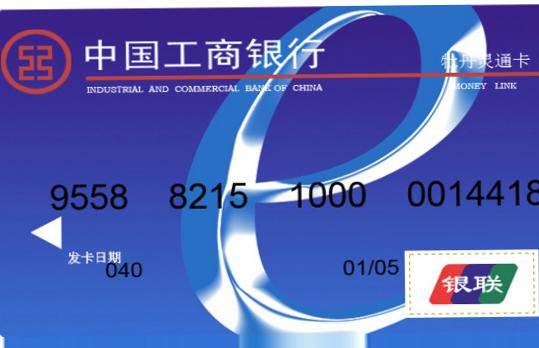 中国工商银行
牡丹灵通卡
INDUSTRIAL AND COMMERCIAL BANK OF CHINA
MONEY LINK
9558 8215 1000 0014418
发卡日期
040
01/05
银联